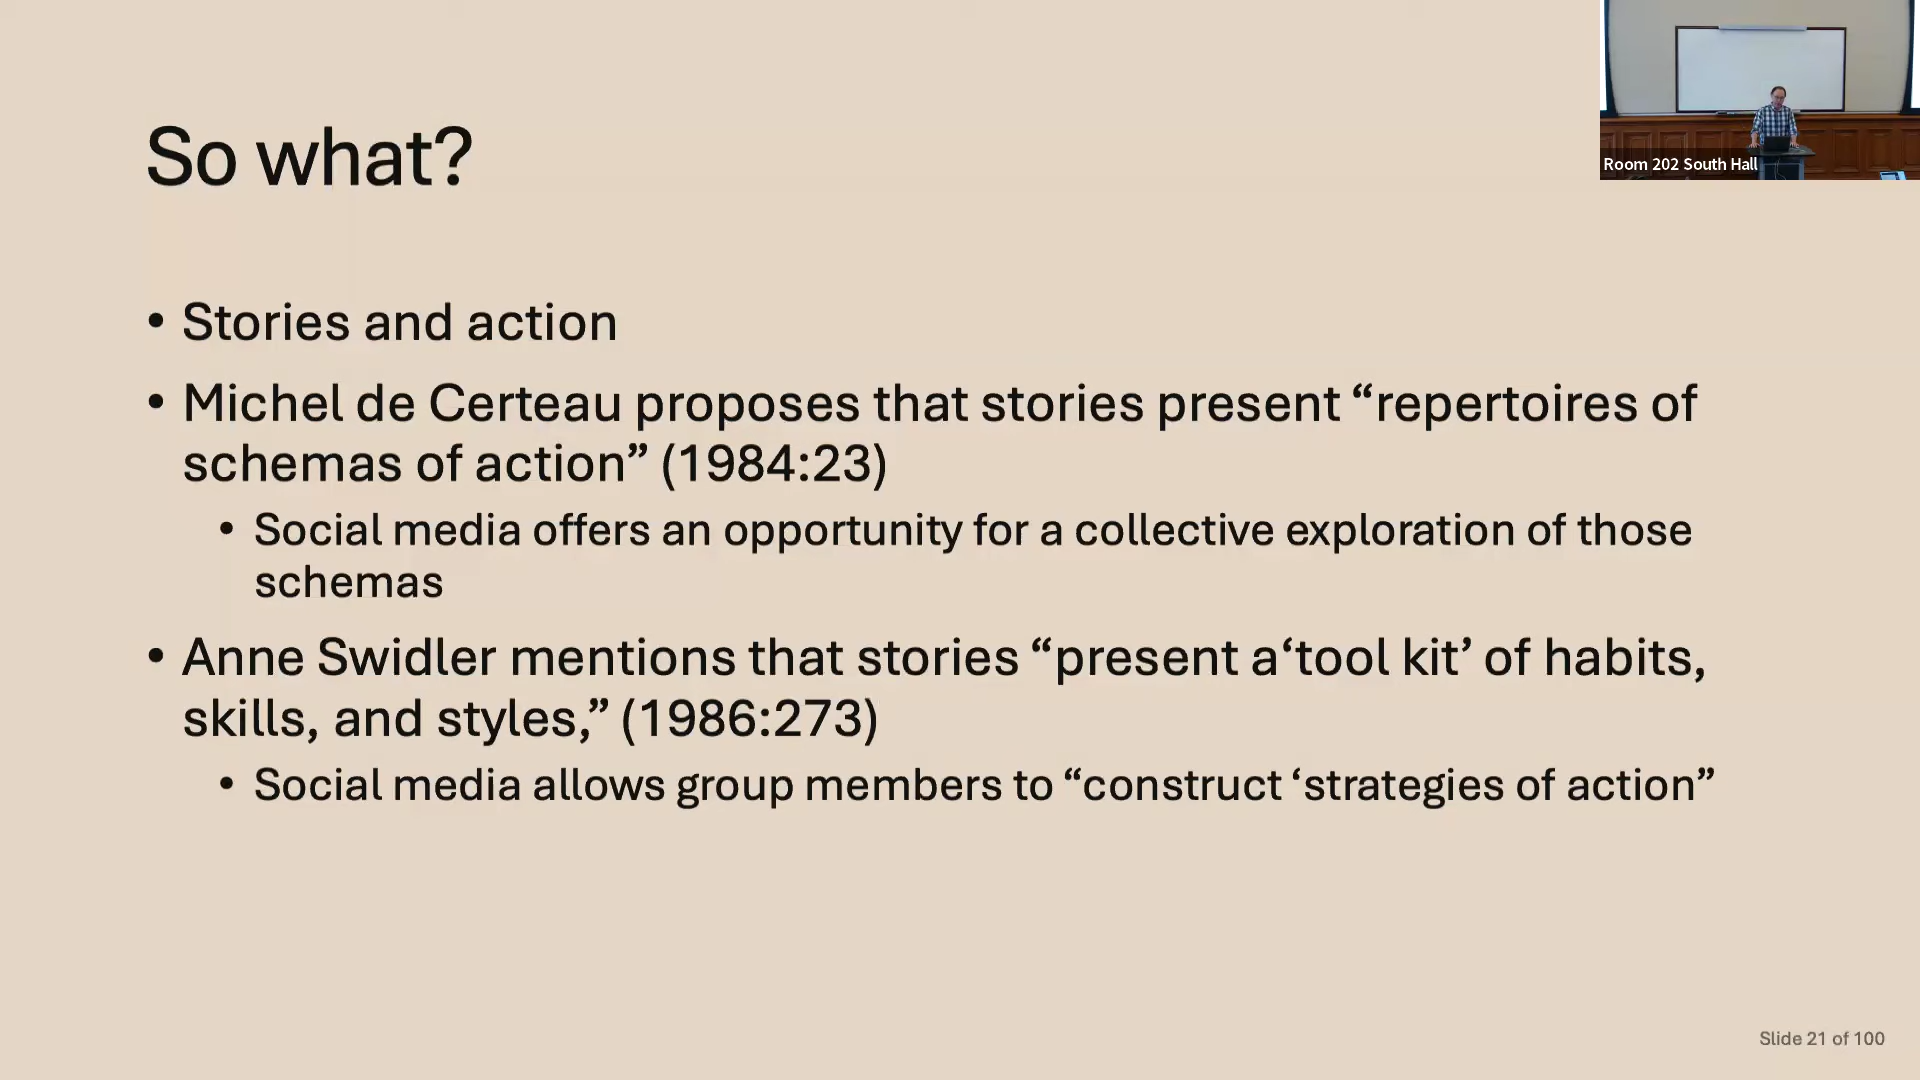 So what?
Room 202 South Hall
• Stories and action
• Michel de Certeau proposes that stories present “repertoires of
schemas of action” (1984:23)
• Social media offers an opportunity for a collective exploration of those
schemas
• Anne Swidler mentions that stories “present a‘tool kit’ of habits,
skills, and styles,” (1986:273)
• Social media allows group members to “construct ‘strategies of action”
Slide 21 of 100